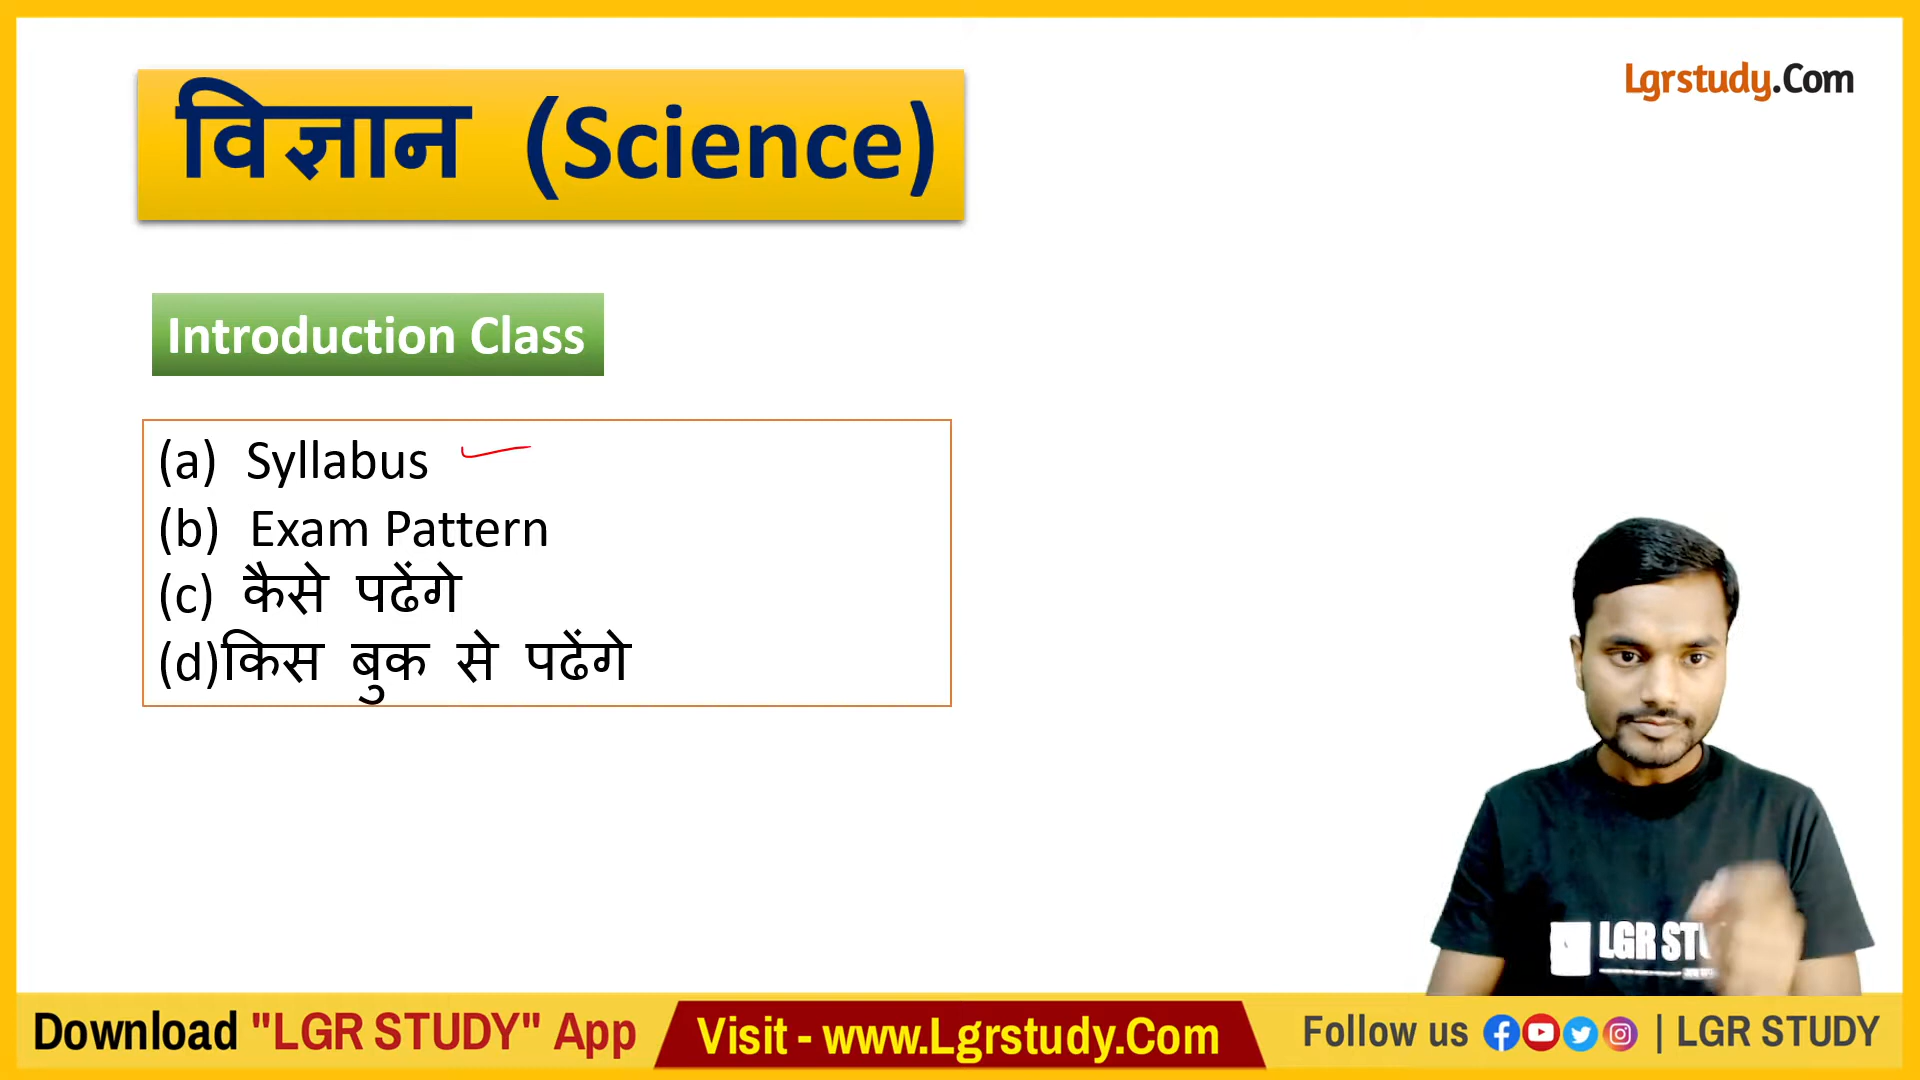 विज्ञान (Science)
Lgrstudy.Com
Introduction Class
(a) Syllabus
(b) Exam Pattern
(c) कैसे पढेंगे
(d)किस बुक से पढेंगे
LGR
Download "LGR STUDY" App
Visit - www.Lgrstudy.Com
Follow us | LGR STUDY